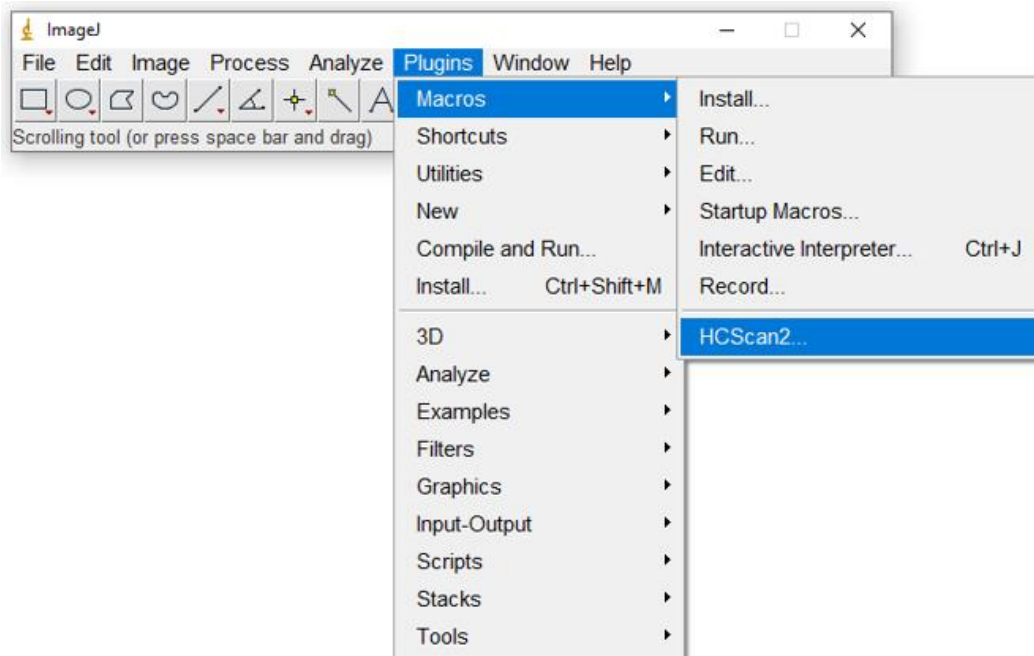 ImageJ
File Edit Image Process Analyze Plugins Window Help
A
Scrolling tool (or press space bar and drag)
Macros
Shortcuts
Utilities
New
Compile and Run...
Install... Ctrl+Shift+M
3D
Analyze
Examples
Filters
Graphics
Input-Output
Scripts
Stacks
Tools
Install...
Run...
Edit...
Startup Macros...
Interactive Interpreter... Ctrl+J
Record...
HCScan2...